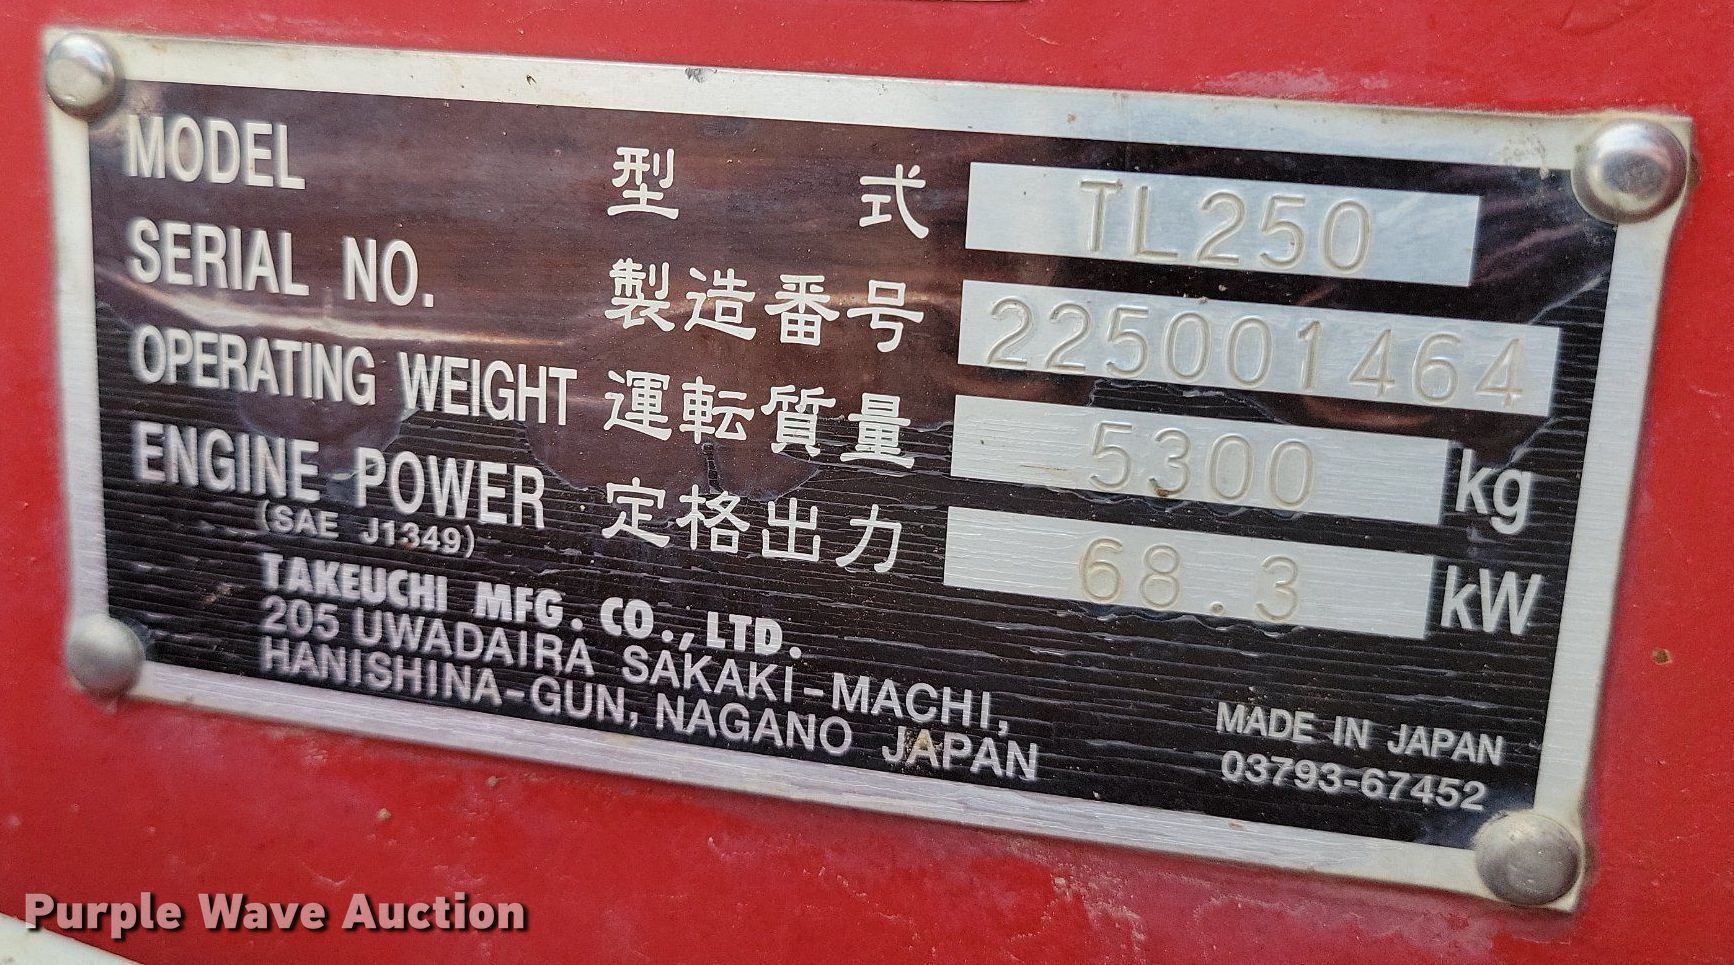 MODEL 型式 TL250
SERIAL NO. 製造番号 225001464
OPERATING WEIGHT 運転質量 5300 kg
ENGINE POWER 定格出力 68.3 kW
(SAE J1349)
TAKEUCHI MFG. CO., LTD.
205 UWADAIRA SAKAKI-MACHI,
HANISHINA-GUN, NAGANO JAPAN
MADE IN JAPAN
03793-67452
Purple Wave Auction